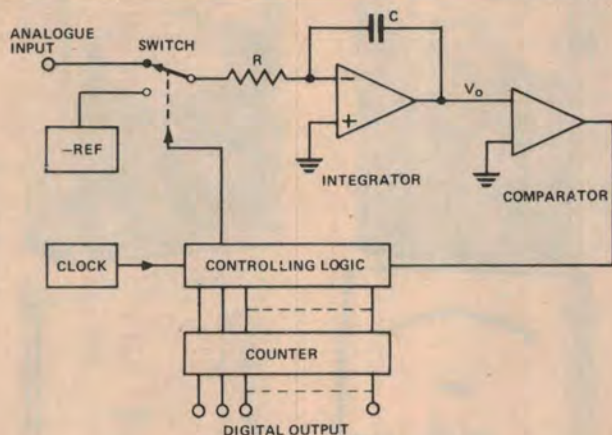 ANALOGUE
INPUT
SWITCH
R
C
–
+
V₀
–REF
INTEGRATOR
COMPARATOR
CLOCK
CONTROLLING LOGIC
COUNTER
DIGITAL OUTPUT